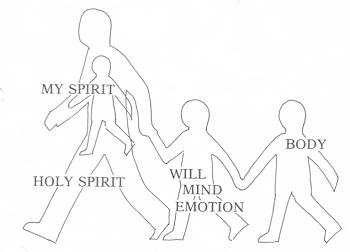 MY SPIRIT
HOLY SPIRIT
WILL
MIND
EMOTION
BODY